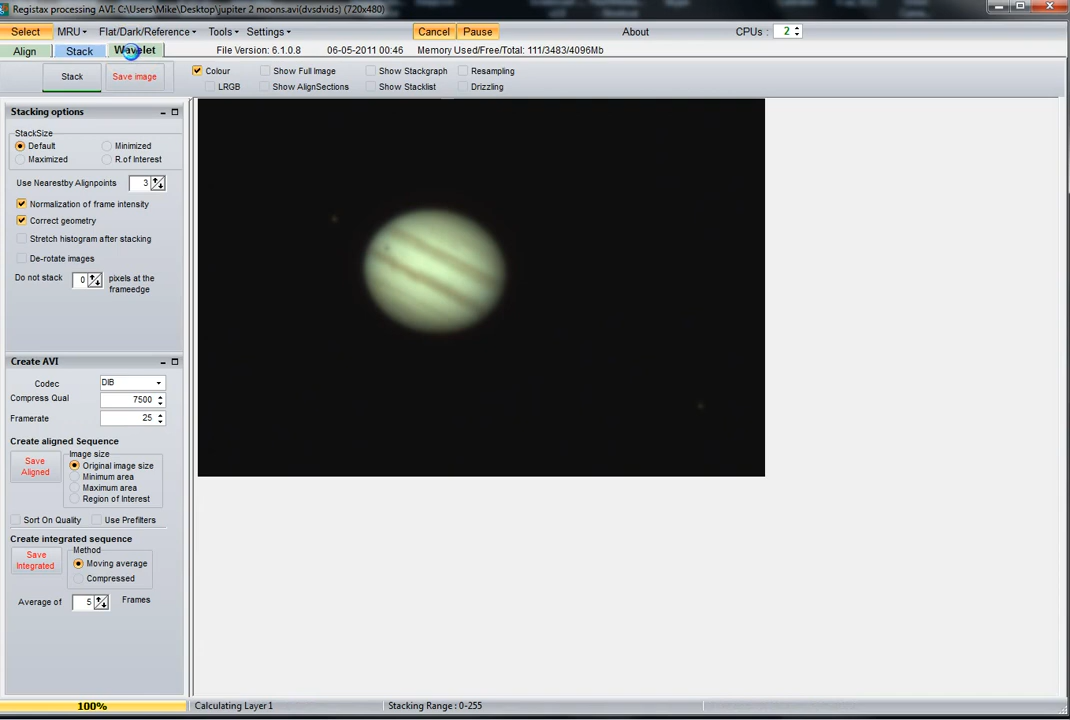 Registax processing AVI: C:\Users\Mike\Desktop\jupiter 2 moons.avi(dvsdvids) (720x480)
Select MRU Flat/Dark/Reference Tools Settings Cancel Pause About CPUs: 2
Align Stack Wavelet File Version: 6.1.0.8 06-05-2011 00:46 Memory Used/Free/Total: 111/3483/4096Mb
Stack Save image Colour Show Full Image Show Stackgraph Resampling
LRGB Show AlignSections Show Stacklist Drizzling
Stacking options
StackSize
Default Minimized
Maximized R.of Interest
Use Nearestby Alignpoints 3
Normalization of frame intensity
Correct geometry
Stretch histogram after stacking
De-rotate images
Do not stack 0 pixels at the
frameedge
Create AVI
Codec DIB
Compress Qual 7500
Framerate 25
Create aligned Sequence
Image size
Save
Aligned
Original image size
Minimum area
Maximum area
Region of Interest
Sort On Quality Use Prefilters
Create integrated sequence
Method
Save
Integrated
Moving average
Compressed
Average of 5 Frames
100% Calculating Layer1 Stacking Range : 0-255